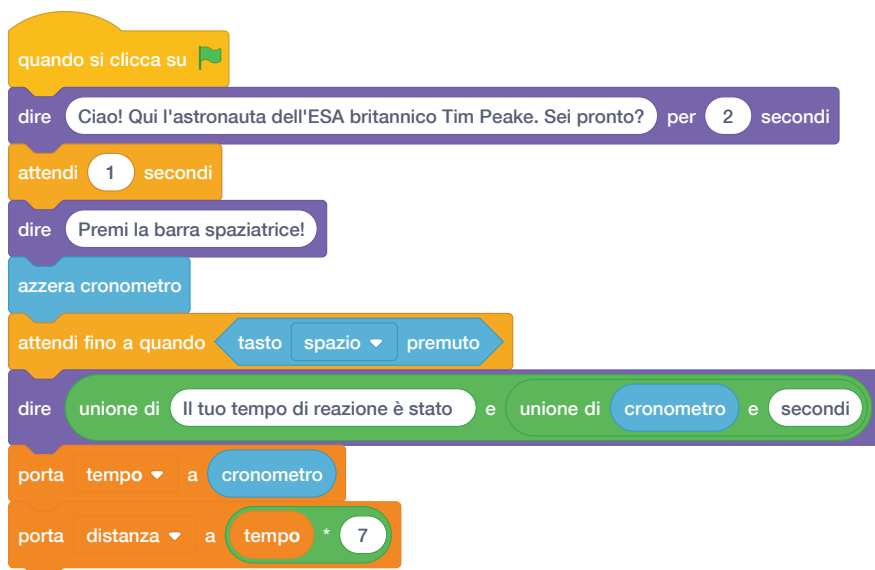 quando si clicca su
dire Ciao! Qui l'astronauta dell'ESA britannico Tim Peake. Sei pronto? per 2 secondi
attendi 1 secondi
dire Premi la barra spaziatrice!
azzera cronometro
attendi fino a quando tasto spazio premuto
dire unione di Il tuo tempo di reazione è stato e unione di cronometro e secondi
porta tempo a cronometro
porta distanza a tempo * 7